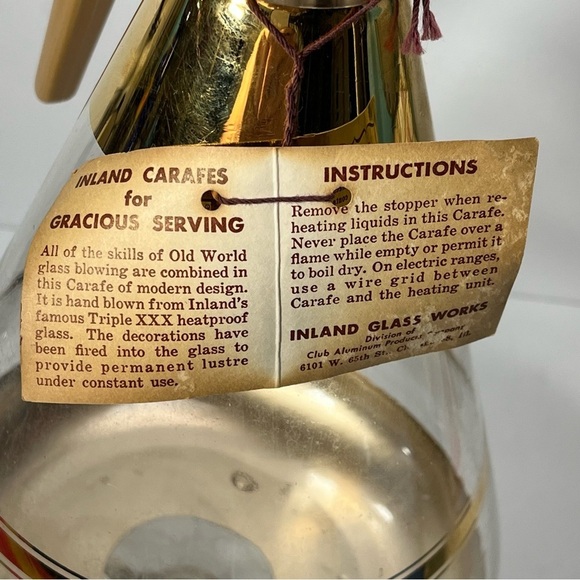 INLAND CARAFES
for
GRACIOUS SERVING
All of the skills of Old World
glass blowing are combined in
this Carafe of modern design.
It is hand blown from Inland's
famous Triple XXX heatproof
glass. The decorations have
been fired into the glass to
provide permanent lustre
under constant use.
INSTRUCTIONS
Remove the stopper when re-
heating liquids in this Carafe.
Never place the Carafe over a
flame while empty or permit it
to boil dry. On electric ranges,
use a wire grid between
Carafe and the heating unit.
INLAND GLASS WORKS
Division of
Club Aluminum Products
6101 W. 65th St.,